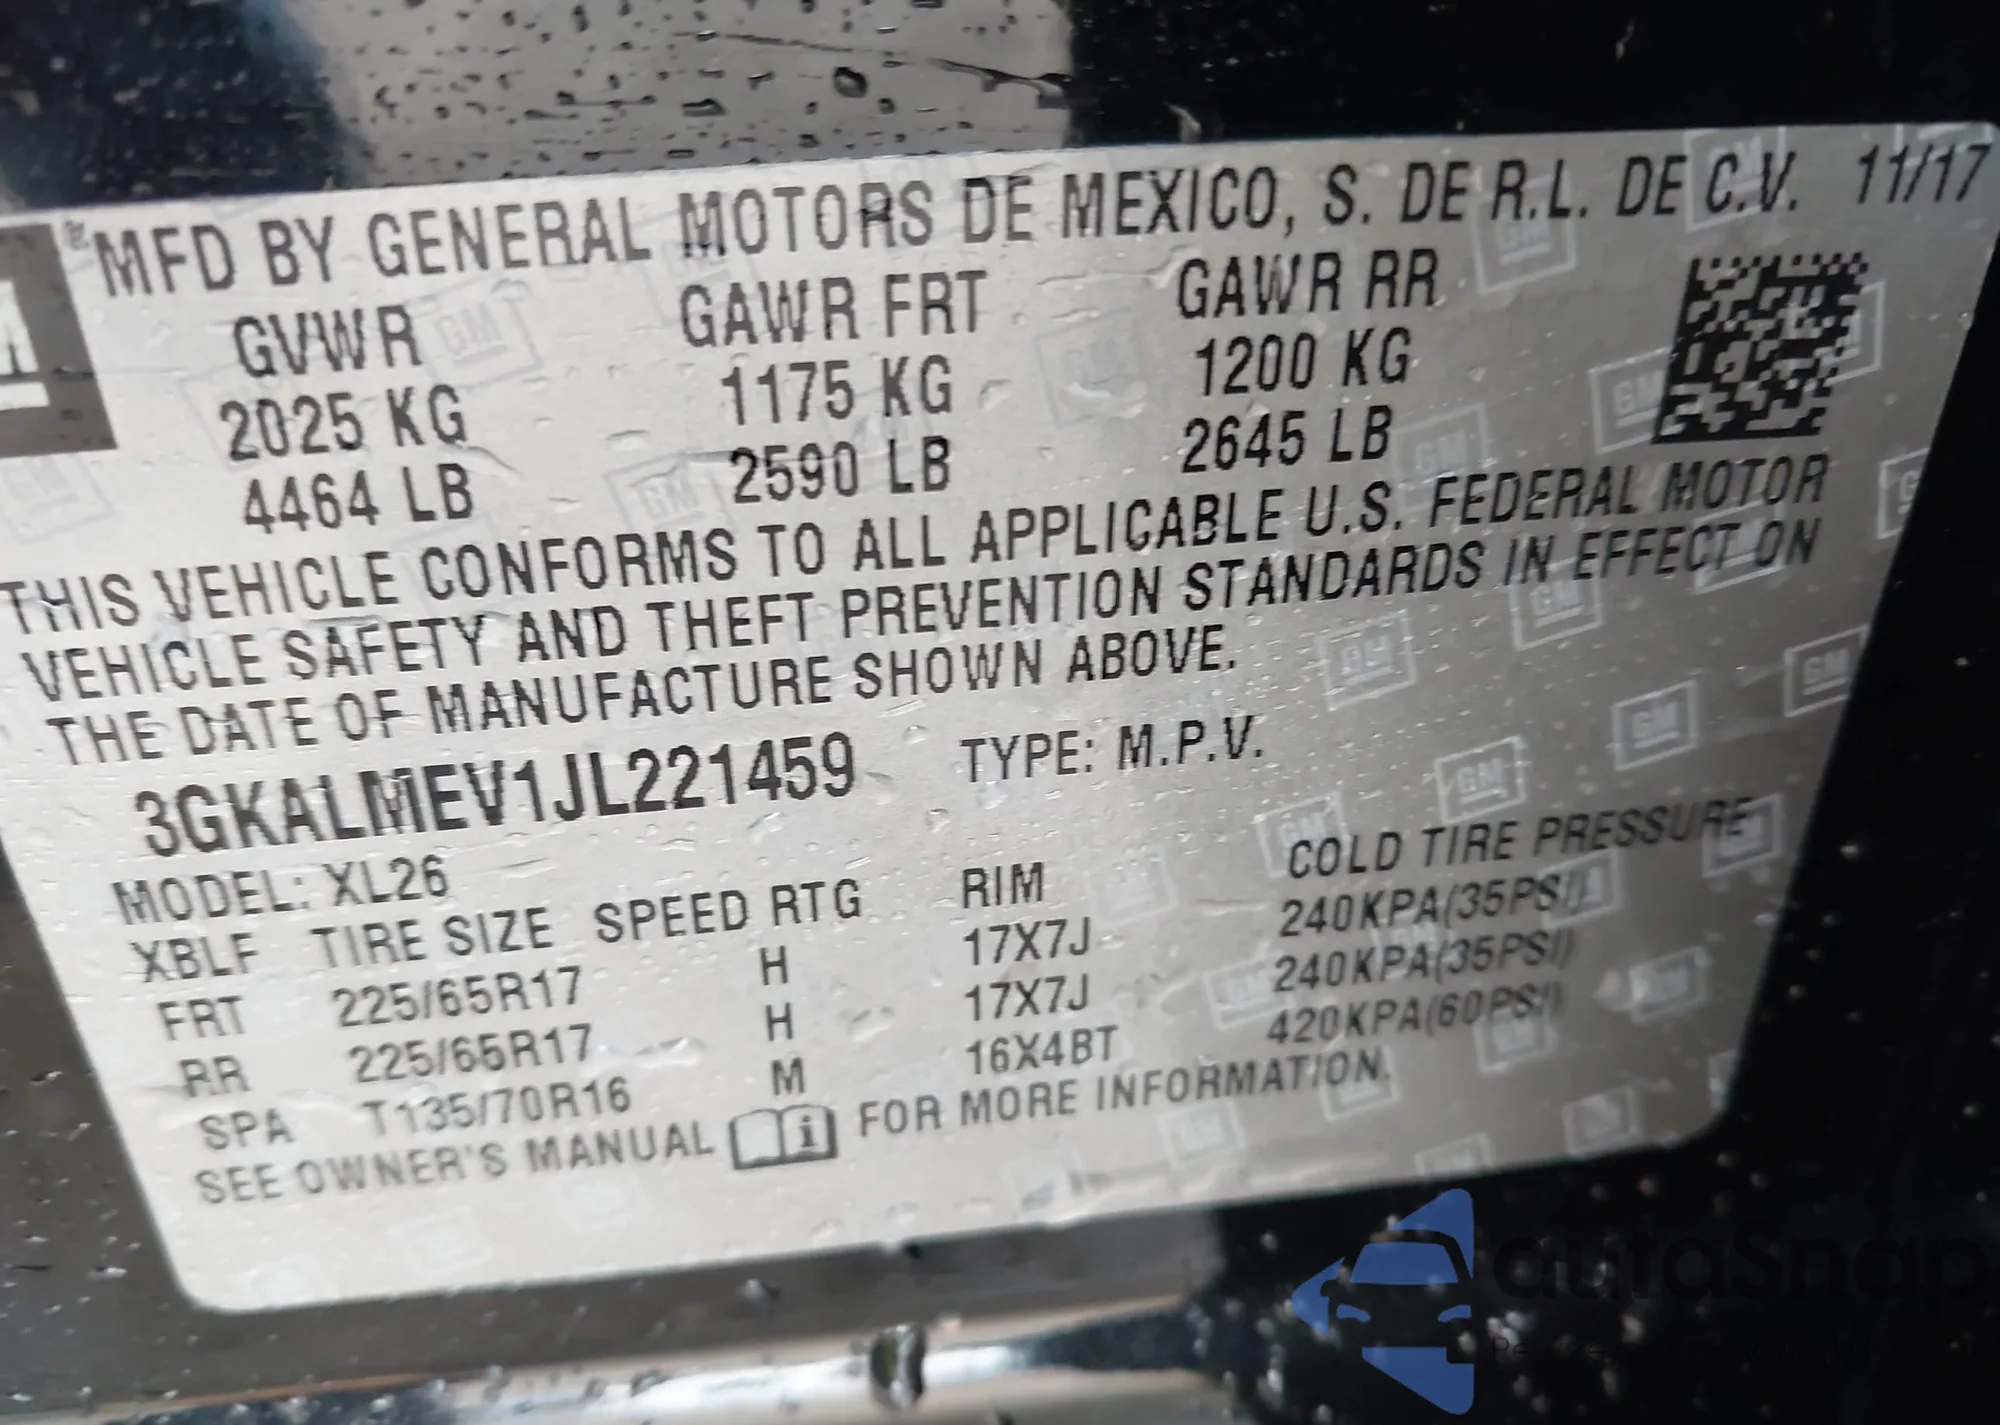 MFD BY GENERAL MOTORS DE MEXICO, S. DE R.L. DE C.V. 11/17
GVWR GAWR FRT GAWR RR
2025 KG 1175 KG 1200 KG
4464 LB 2590 LB 2645 LB
THIS VEHICLE CONFORMS TO ALL APPLICABLE U.S. FEDERAL MOTOR
VEHICLE SAFETY AND THEFT PREVENTION STANDARDS IN EFFECT ON
THE DATE OF MANUFACTURE SHOWN ABOVE.
3GKALMEV1JL221459 TYPE: M.P.V.
MODEL: XL26
XBLF TIRE SIZE SPEED RTG RIM COLD TIRE PRESSURE
FRT 225/65R17 H 17X7J 240KPA(35PSI)
RR 225/65R17 H 17X7J 240KPA(35PSI)
SPA T135/70R16 M 16X4BT 420KPA(60PSI)
SEE OWNER'S MANUAL i FOR MORE INFORMATION.
autaSnap